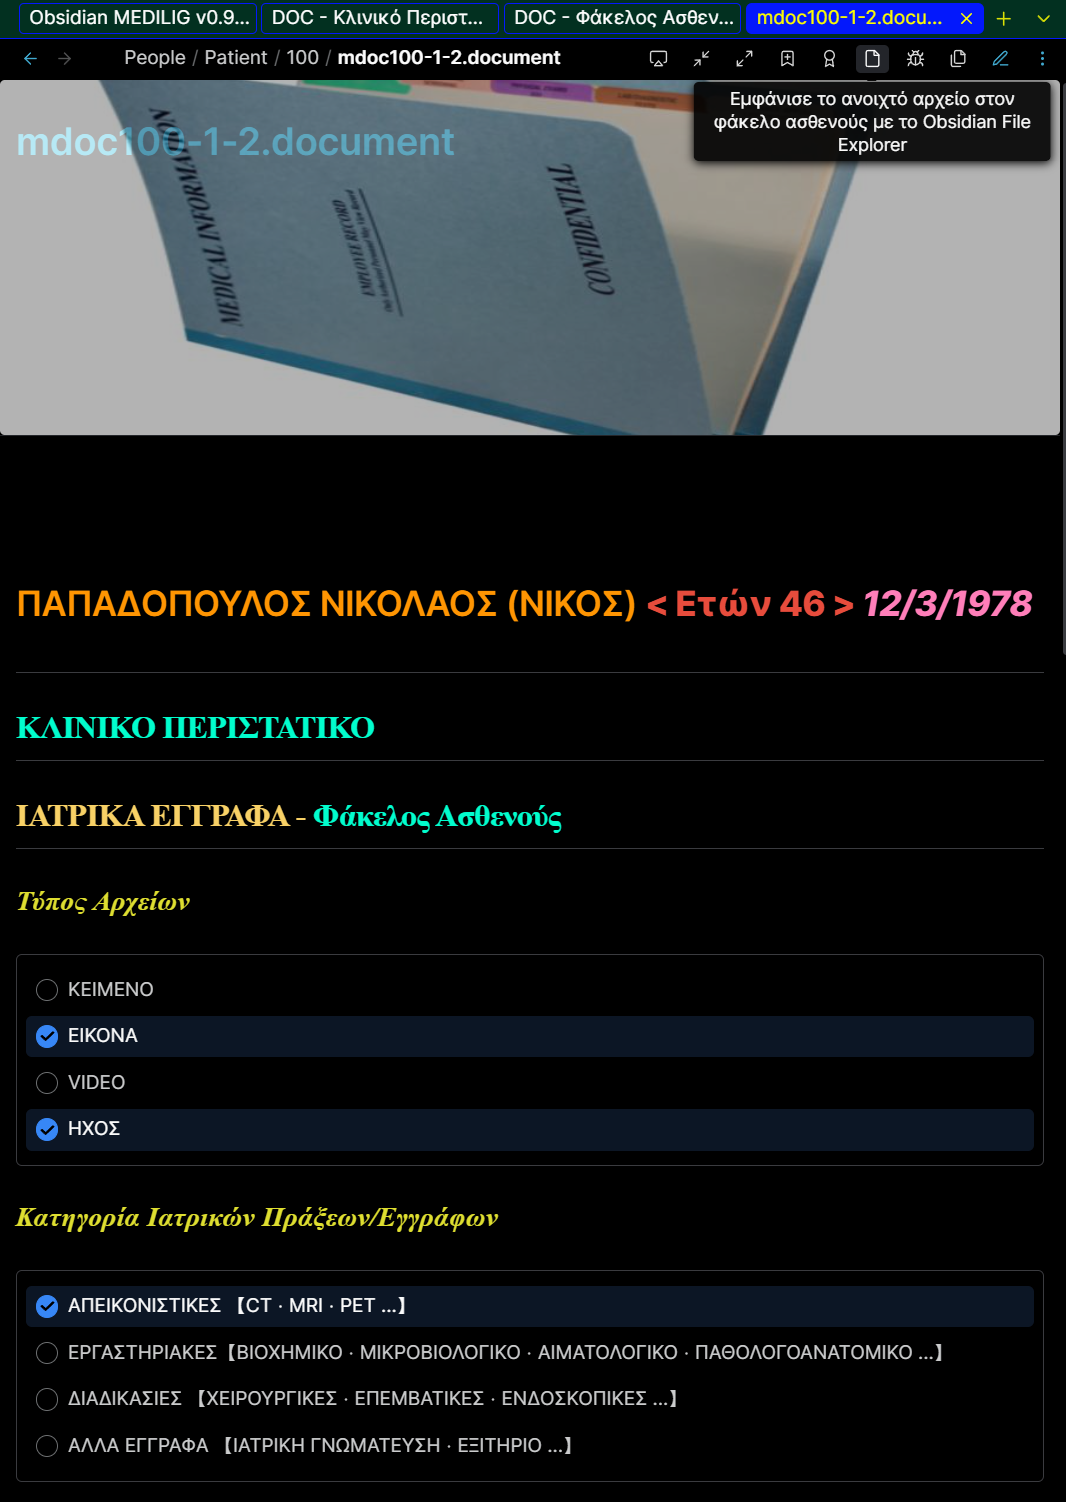 Obsidian MEDILIG v0.9...
DOC - Κλινικό Περιστ...
DOC - Φάκελος Ασθεν...
mdoc100-1-2.docu...
People / Patient / 100 / mdoc100-1-2.document
Εμφάνισε το ανοιχτό αρχείο στον
φάκελο ασθενούς με το Obsidian File
Explorer
mdoc100-1-2.document
MEDICAL INFORMATION
EMPLOYEE RECORD
CONFIDENTIAL
ΠΑΠΑΔΟΠΟΥΛΟΣ ΝΙΚΟΛΑΟΣ (ΝΙΚΟΣ) < Ετών 46 > 12/3/1978
ΚΛΙΝΙΚΟ ΠΕΡΙΣΤΑΤΙΚΟ
ΙΑΤΡΙΚΑ ΕΓΓΡΑΦΑ - Φάκελος Ασθενούς
Τύπος Αρχείων
ΚΕΙΜΕΝΟ
ΕΙΚΟΝΑ
VIDEO
ΗΧΟΣ
Κατηγορία Ιατρικών Πράξεων/Εγγράφων
ΑΠΕΙΚΟΝΙΣΤΙΚΕΣ 【CT · MRI · PET ...】
ΕΡΓΑΣΤΗΡΙΑΚΕΣ【ΒΙΟΧΗΜΙΚΟ · ΜΙΚΡΟΒΙΟΛΟΓΙΚΟ · ΑΙΜΑΤΟΛΟΓΙΚΟ · ΠΑΘΟΛΟΓΟΑΝΑΤΟΜΙΚΟ ...】
ΔΙΑΔΙΚΑΣΙΕΣ 【ΧΕΙΡΟΥΡΓΙΚΕΣ · ΕΠΕΜΒΑΤΙΚΕΣ · ΕΝΔΟΣΚΟΠΙΚΕΣ ...】
ΑΛΛΑ ΕΓΓΡΑΦΑ 【ΙΑΤΡΙΚΗ ΓΝΩΜΑΤΕΥΣΗ · ΕΞΙΤΗΡΙΟ ...】